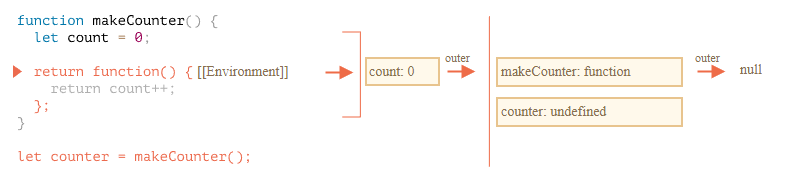 function makeCounter() {
let count = 0;
return function() { [[Environment]]
return count++;
};
}
let counter = makeCounter();
count: 0
outer
makeCounter: function
counter: undefined
outer
null